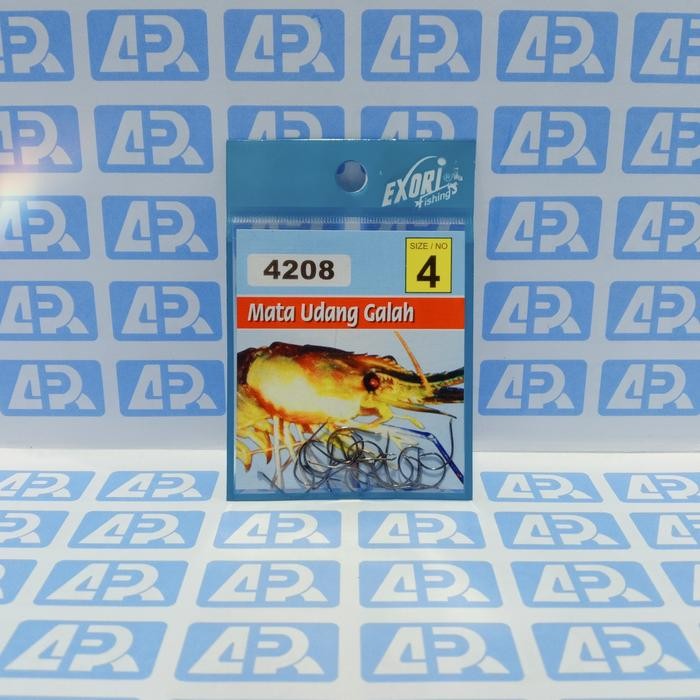 EXORI
Fishing's
SIZE / NO
4208
4
Mata Udang Galah